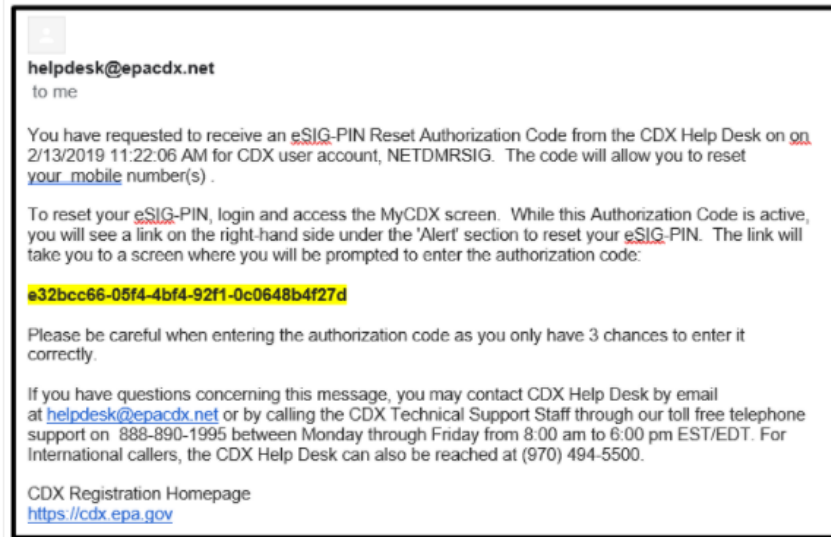 helpdesk@epacdx.net
to me
You have requested to receive an eSIG-PIN Reset Authorization Code from the CDX Help Desk on on
2/13/2019 11:22:06 AM for CDX user account, NETDMRSIG. The code will allow you to reset
your mobile number(s) .
To reset your eSIG-PIN, login and access the MyCDX screen. While this Authorization Code is active,
you will see a link on the right-hand side under the 'Alert' section to reset your eSIG-PIN. The link will
take you to a screen where you will be prompted to enter the authorization code:
e32bcc66-05f4-4bf4-92f1-0c0648b4f27d
Please be careful when entering the authorization code as you only have 3 chances to enter it
correctly.
If you have questions concerning this message, you may contact CDX Help Desk by email
at helpdesk@epacdx.net or by calling the CDX Technical Support Staff through our toll free telephone
support on 888-890-1995 between Monday through Friday from 8:00 am to 6:00 pm EST/EDT. For
International callers, the CDX Help Desk can also be reached at (970) 494-5500.
CDX Registration Homepage
https://cdx.epa.gov